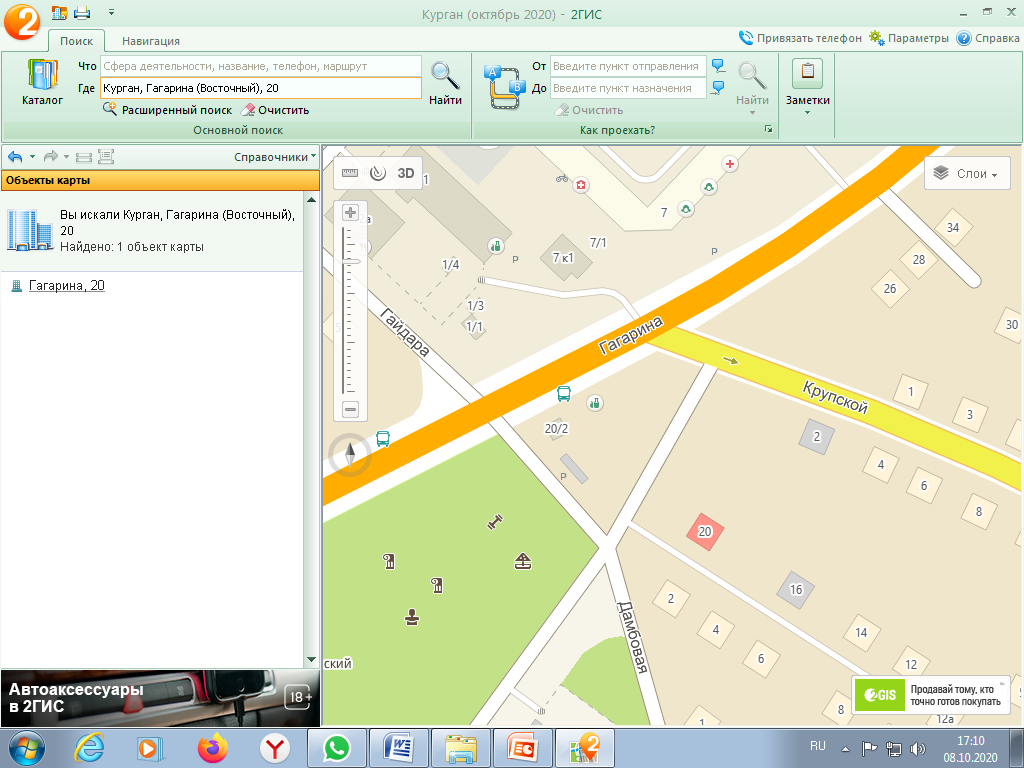 Курган (октябрь 2020) - 2ГИС
Поиск
Навигация
Привязать телефон
Параметры
Справка
Каталог
Что
Сфера деятельности, название, телефон, маршрут
Где
Курган, Гагарина (Восточный), 20
Расширенный поиск
Очистить
Найти
Основной поиск
От
Введите пункт отправления
До
Введите пункт назначения
Очистить
Найти
Как проехать?
Заметки
Справочники
Объекты карты
Вы искали Курган, Гагарина (Восточный),
20
Найдено: 1 объект карты
Гагарина, 20
Автоаксессуары
в 2ГИС
18+
3D
1
Слои
7
7/1
7 к1
P
P
1/4
1/3
1/1
34
28
26
30
Гайдара
Гагарина
Крупской
1
3
2
4
6
8
20/2
P
20
16
2
4
6
14
12
8
12а
1
Дамбовая
ский
2GIS
Продавай тому, кто
точно готов покупать
RU
17:10
08.10.2020